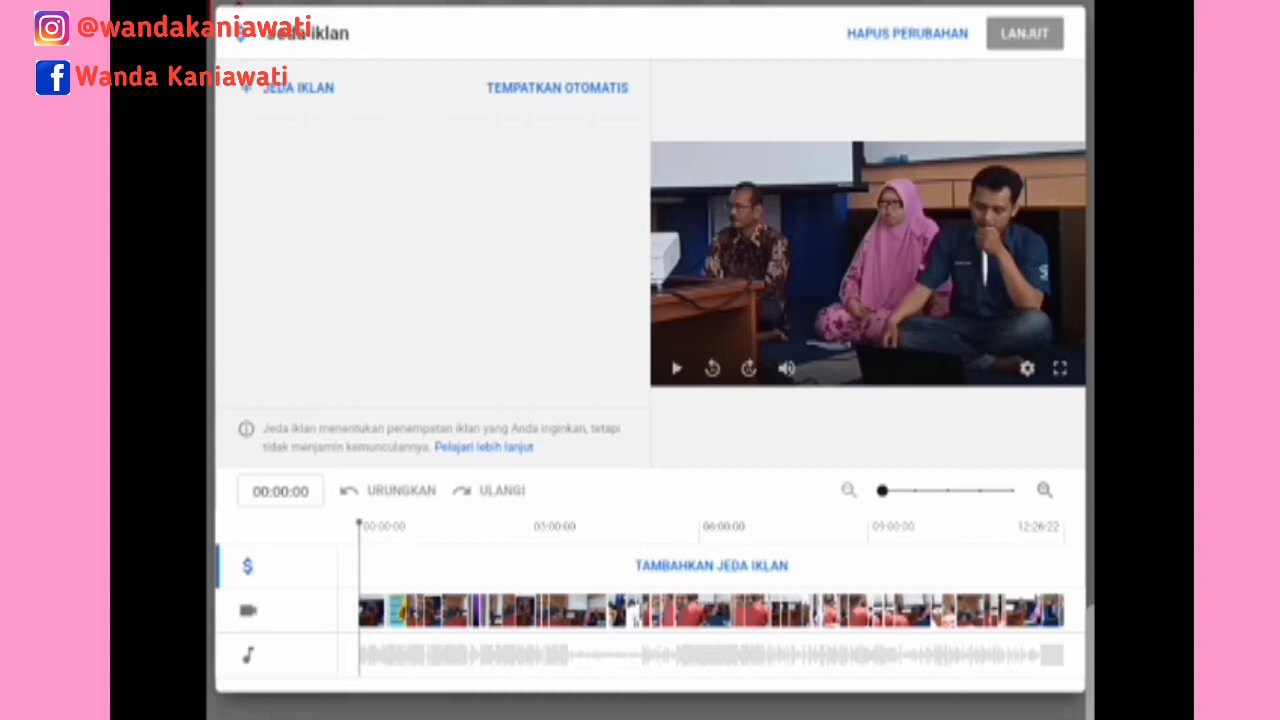 @wandakaniawati
Wanda Kaniawati
Jeda iklan
HAPUS PERUBAHAN
LANJUT
+ JEDA IKLAN
TEMPATKAN OTOMATIS
Jeda iklan menentukan penempatan iklan yang Anda inginkan, tetapi
tidak menjamin kemunculannya. Pelajari lebih lanjut
00:00:00
URUNGKAN
ULANGI
00:00:00
03:00:00
06:00:00
09:00:00
12:26:22
$
TAMBAHKAN JEDA IKLAN